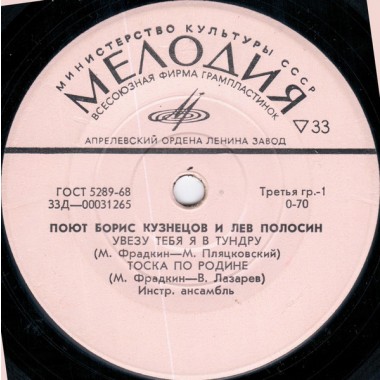 МИНИСТЕРСТВО КУЛЬТУРЫ СССР
МЕЛОДИЯ
ВСЕСОЮЗНАЯ ФИРМА ГРАМПЛАСТИНОК
▽33
АПРЕЛЕВСКИЙ ОРДЕНА ЛЕНИНА ЗАВОД
ГОСТ 5289-68 Третья гр.-1
33Д—00031265 0-70
ПОЮТ БОРИС КУЗНЕЦОВ И ЛЕВ ПОЛОСИН
УВЕЗУ ТЕБЯ Я В ТУНДРУ
(М. Фрадкин—М. Пляцковский)
ТОСКА ПО РОДИНЕ
(М. Фрадкин—В. Лазарев)
Инстр. ансамбль